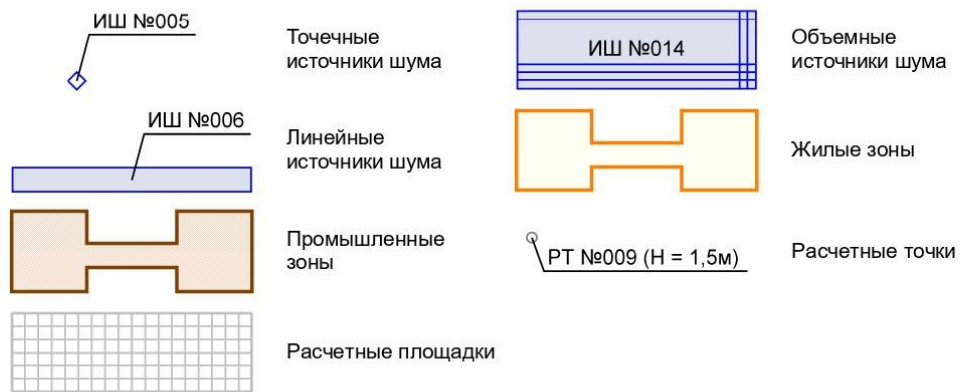 ИШ №005
Точечные
источники шума
ИШ №006
Линейные
источники шума
Промышленные
зоны
Расчетные площадки
ИШ №014
Объемные
источники шума
Жилые зоны
РТ №009 (Н = 1,5м)
Расчетные точки